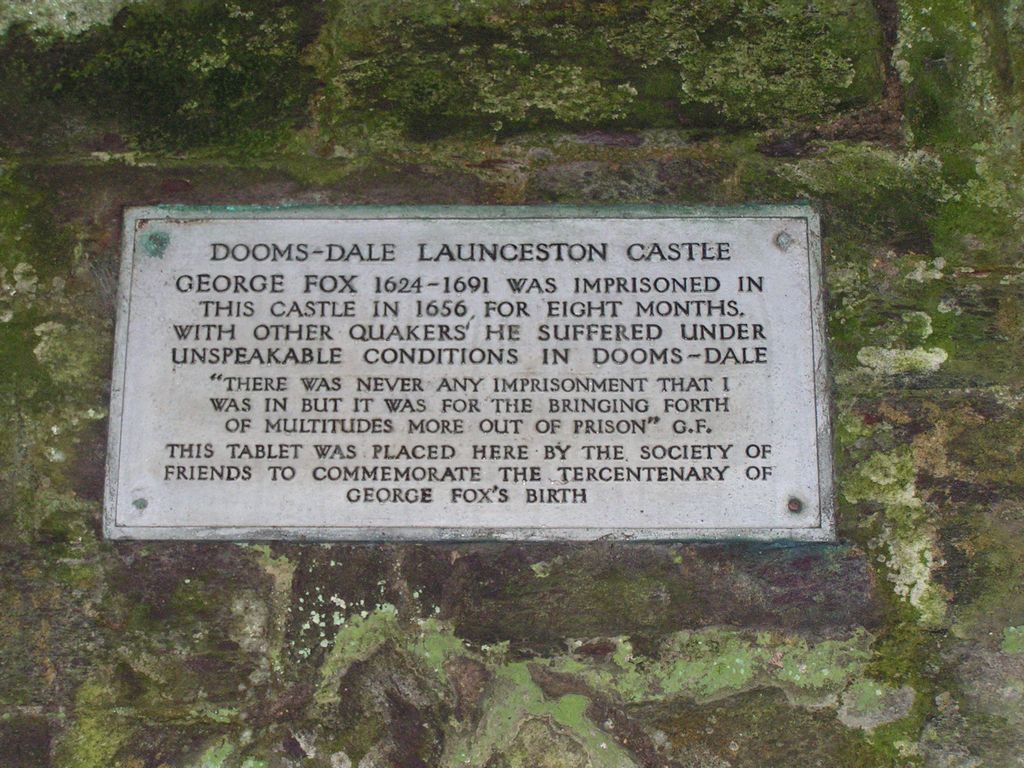 DOOMS-DALE LAUNCESTON CASTLE
GEORGE FOX 1624-1691 WAS IMPRISONED IN
THIS CASTLE IN 1656, FOR EIGHT MONTHS.
WITH OTHER QUAKERS' HE SUFFERED UNDER
UNSPEAKABLE CONDITIONS IN DOOMS-DALE
"THERE WAS NEVER ANY IMPRISONMENT THAT I
WAS IN BUT IT WAS FOR THE BRINGING FORTH
OF MULTITUDES MORE OUT OF PRISON" G.F.
THIS TABLET WAS PLACED HERE BY THE SOCIETY OF
FRIENDS TO COMMEMORATE THE TERCENTENARY OF
GEORGE FOX'S BIRTH